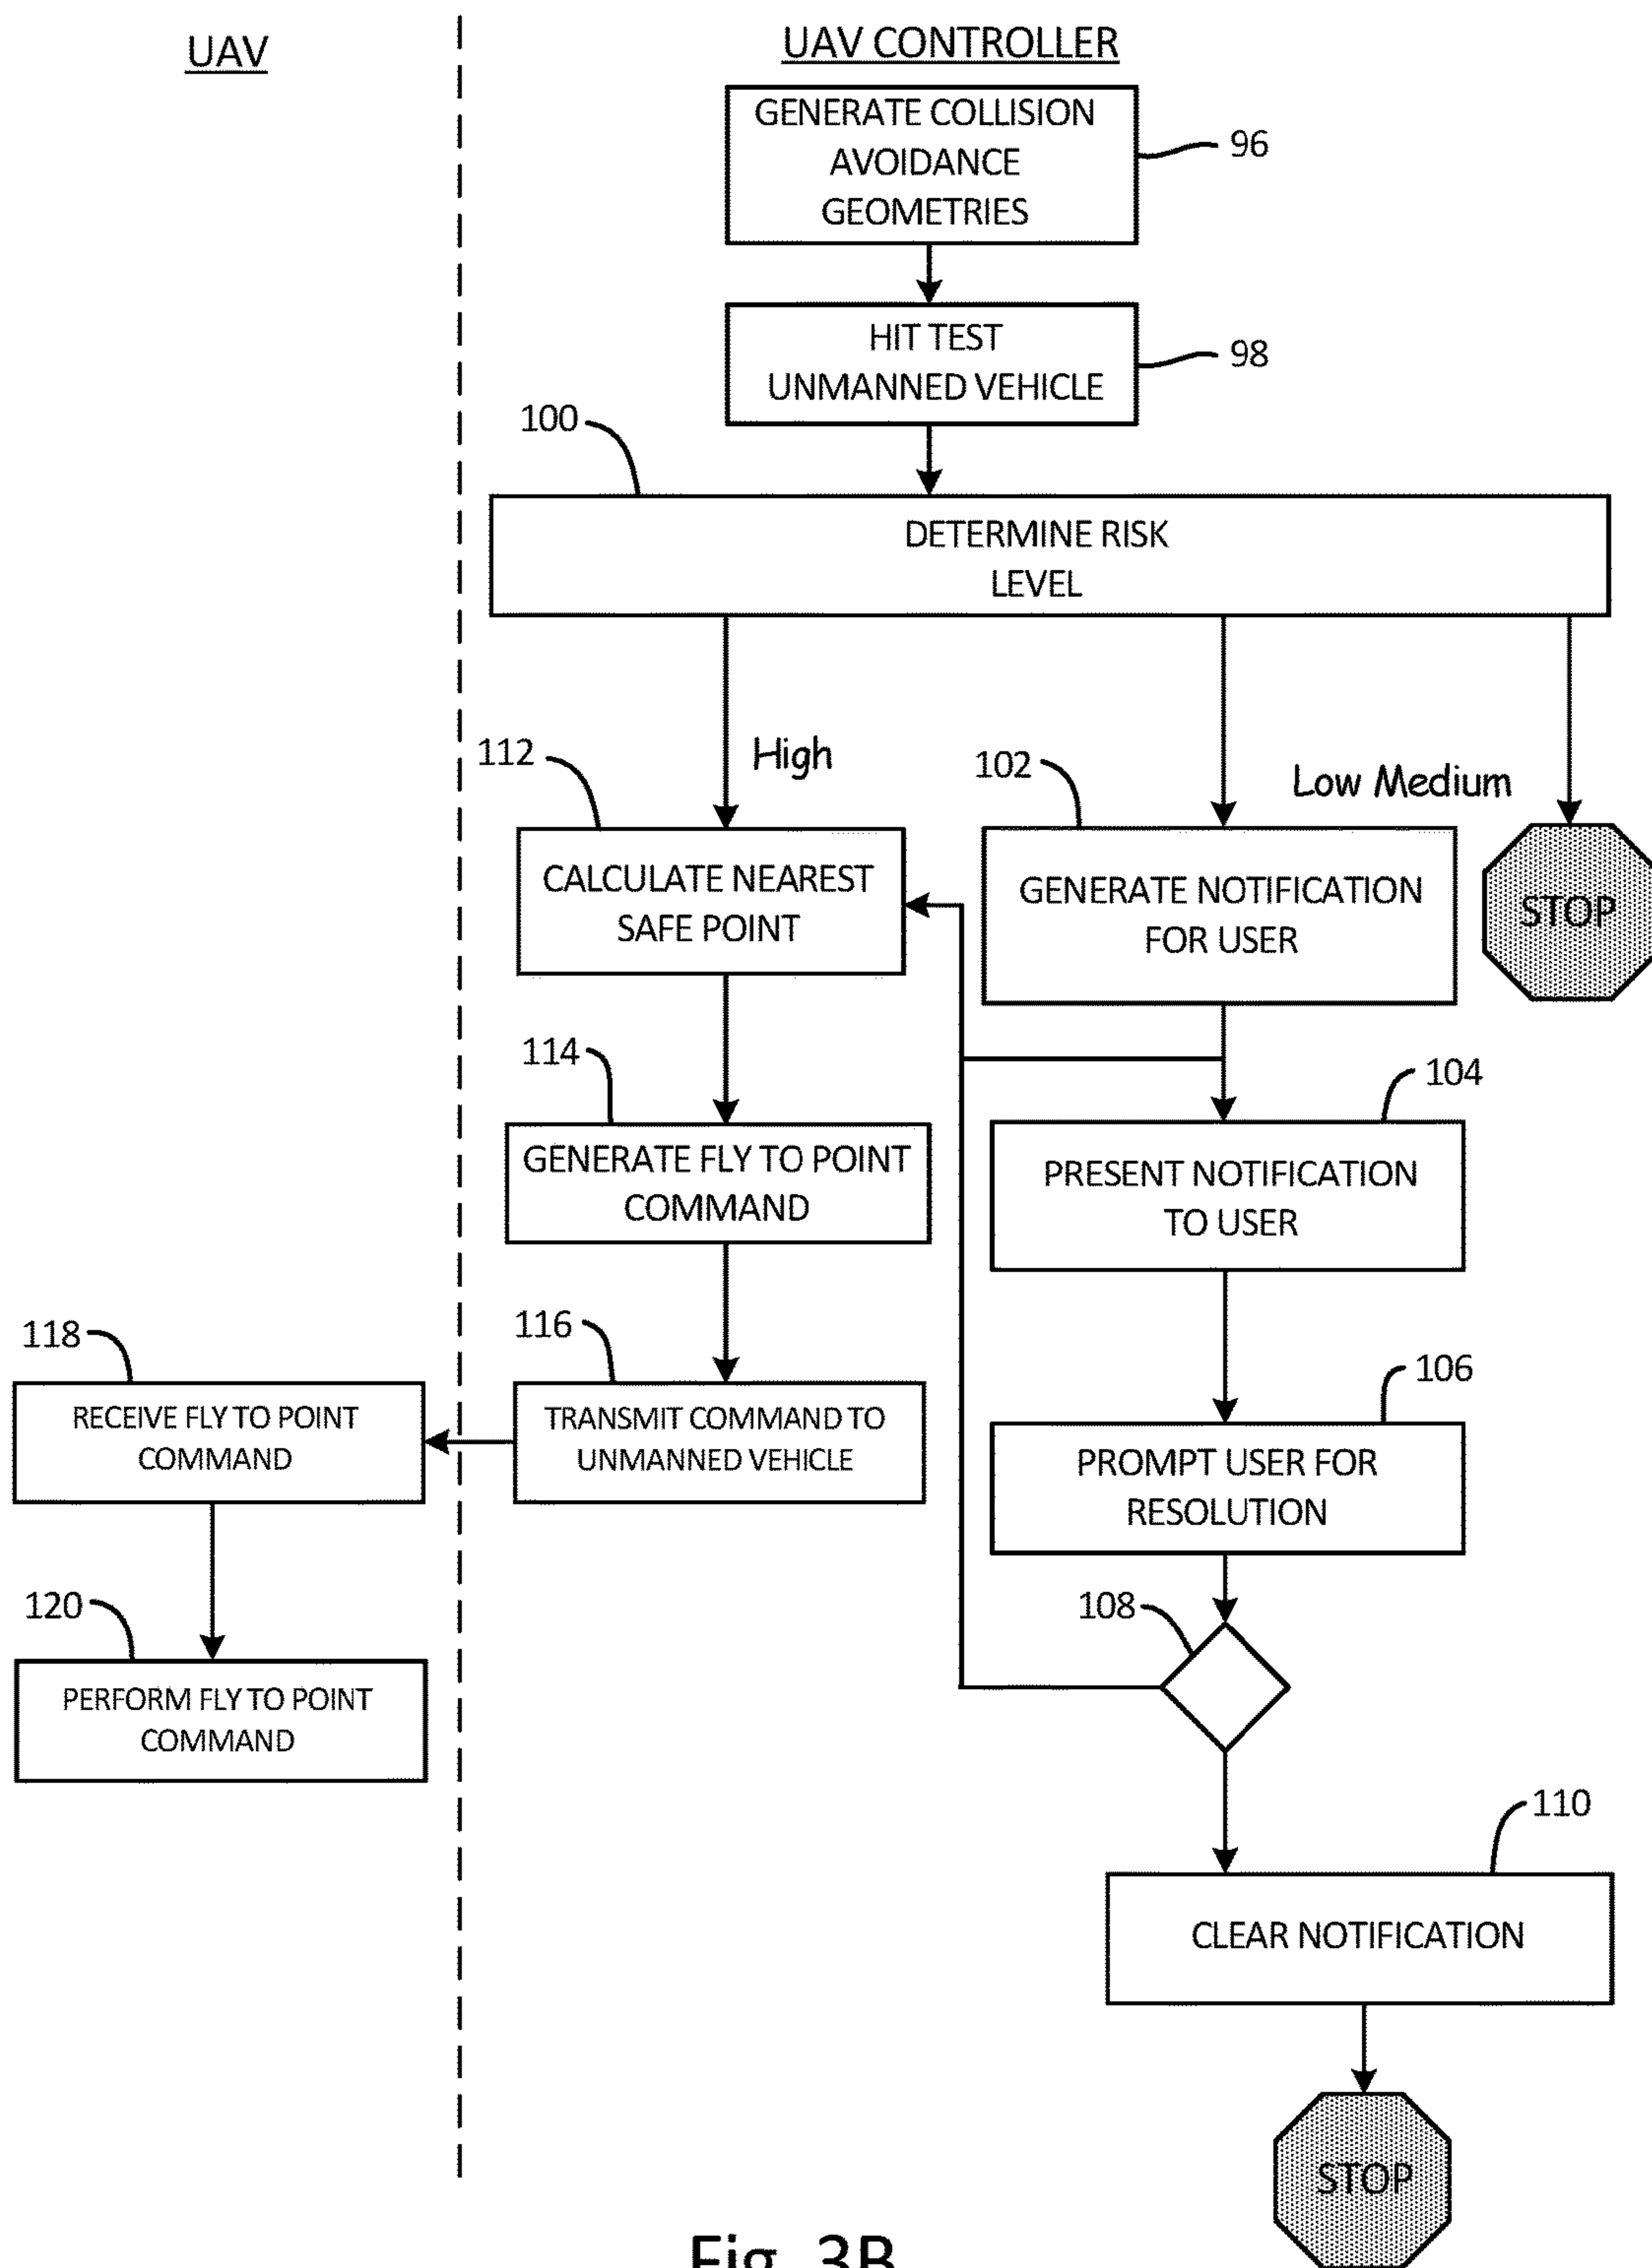 UAV
UAV CONTROLLER
GENERATE COLLISION
AVOIDANCE
GEOMETRIES
96
HIT TEST
UNMANNED VEHICLE
98
100
DETERMINE RISK
LEVEL
112
High
102
Low Medium
CALCULATE NEAREST
SAFE POINT
GENERATE NOTIFICATION
FOR USER
STOP
114
104
GENERATE FLY TO POINT
COMMAND
PRESENT NOTIFICATION
TO USER
118
116
106
RECEIVE FLY TO POINT
COMMAND
TRANSMIT COMMAND TO
UNMANNED VEHICLE
PROMPT USER FOR
RESOLUTION
120
108
PERFORM FLY TO POINT
COMMAND
110
CLEAR NOTIFICATION
STOP
Fig. 3B